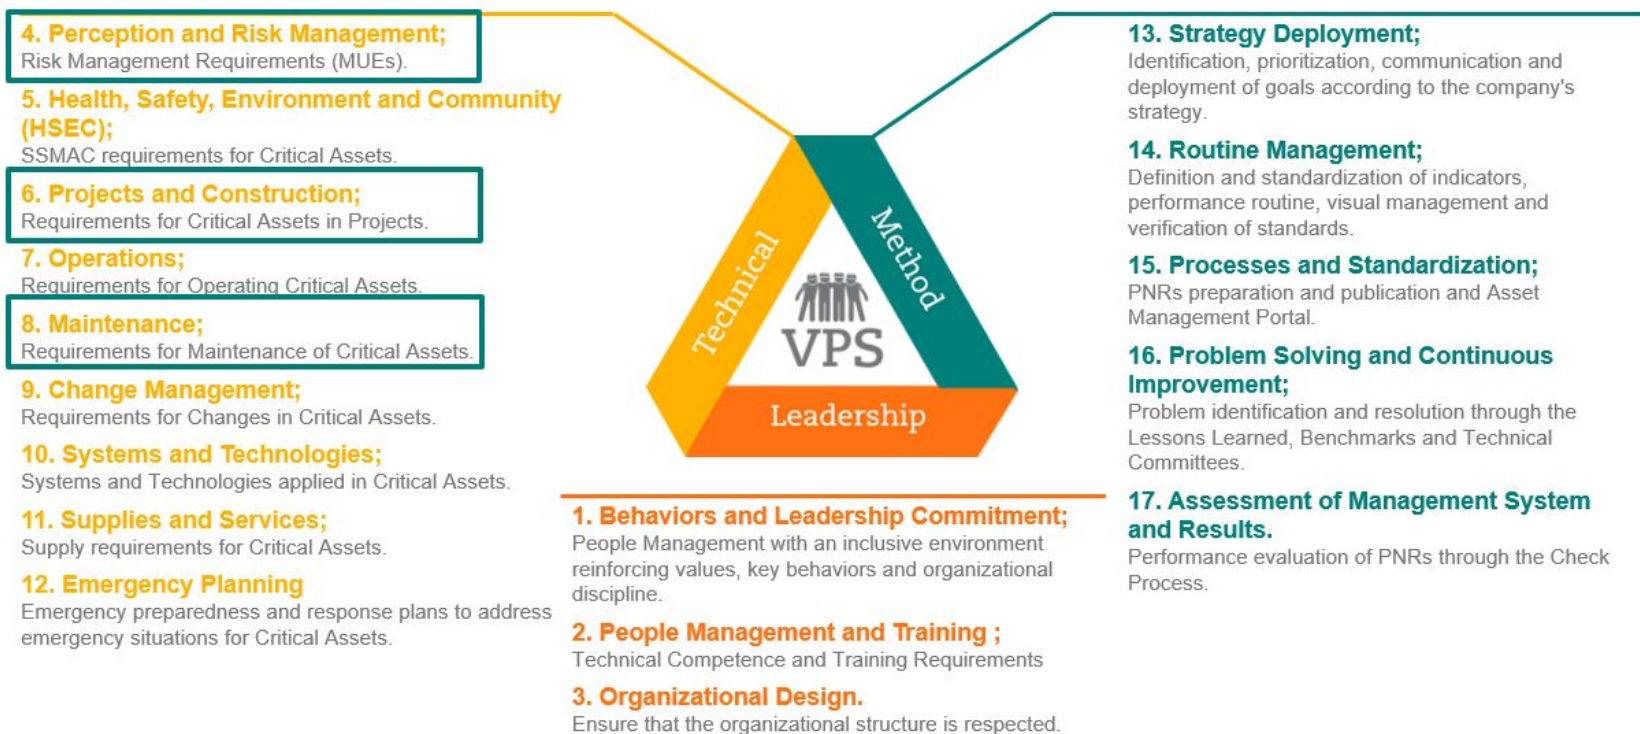 4. Perception and Risk Management;
Risk Management Requirements (MUEs).
5. Health, Safety, Environment and Community
(HSEC);
SSMAC requirements for Critical Assets.
6. Projects and Construction;
Requirements for Critical Assets in Projects.
7. Operations;
Requirements for Operating Critical Assets.
8. Maintenance;
Requirements for Maintenance of Critical Assets.
9. Change Management;
Requirements for Changes in Critical Assets.
10. Systems and Technologies;
Systems and Technologies applied in Critical Assets.
11. Supplies and Services;
Supply requirements for Critical Assets.
12. Emergency Planning
Emergency preparedness and response plans to address
emergency situations for Critical Assets.
Technical
Method
VPS
Leadership
1. Behaviors and Leadership Commitment;
People Management with an inclusive environment
reinforcing values, key behaviors and organizational
discipline.
2. People Management and Training ;
Technical Competence and Training Requirements
3. Organizational Design.
Ensure that the organizational structure is respected.
13. Strategy Deployment;
Identification, prioritization, communication and
deployment of goals according to the company's
strategy.
14. Routine Management;
Definition and standardization of indicators,
performance routine, visual management and
verification of standards.
15. Processes and Standardization;
PNRs preparation and publication and Asset
Management Portal.
16. Problem Solving and Continuous
Improvement;
Problem identification and resolution through the
Lessons Learned, Benchmarks and Technical
Committees.
17. Assessment of Management System
and Results.
Performance evaluation of PNRs through the Check
Process.